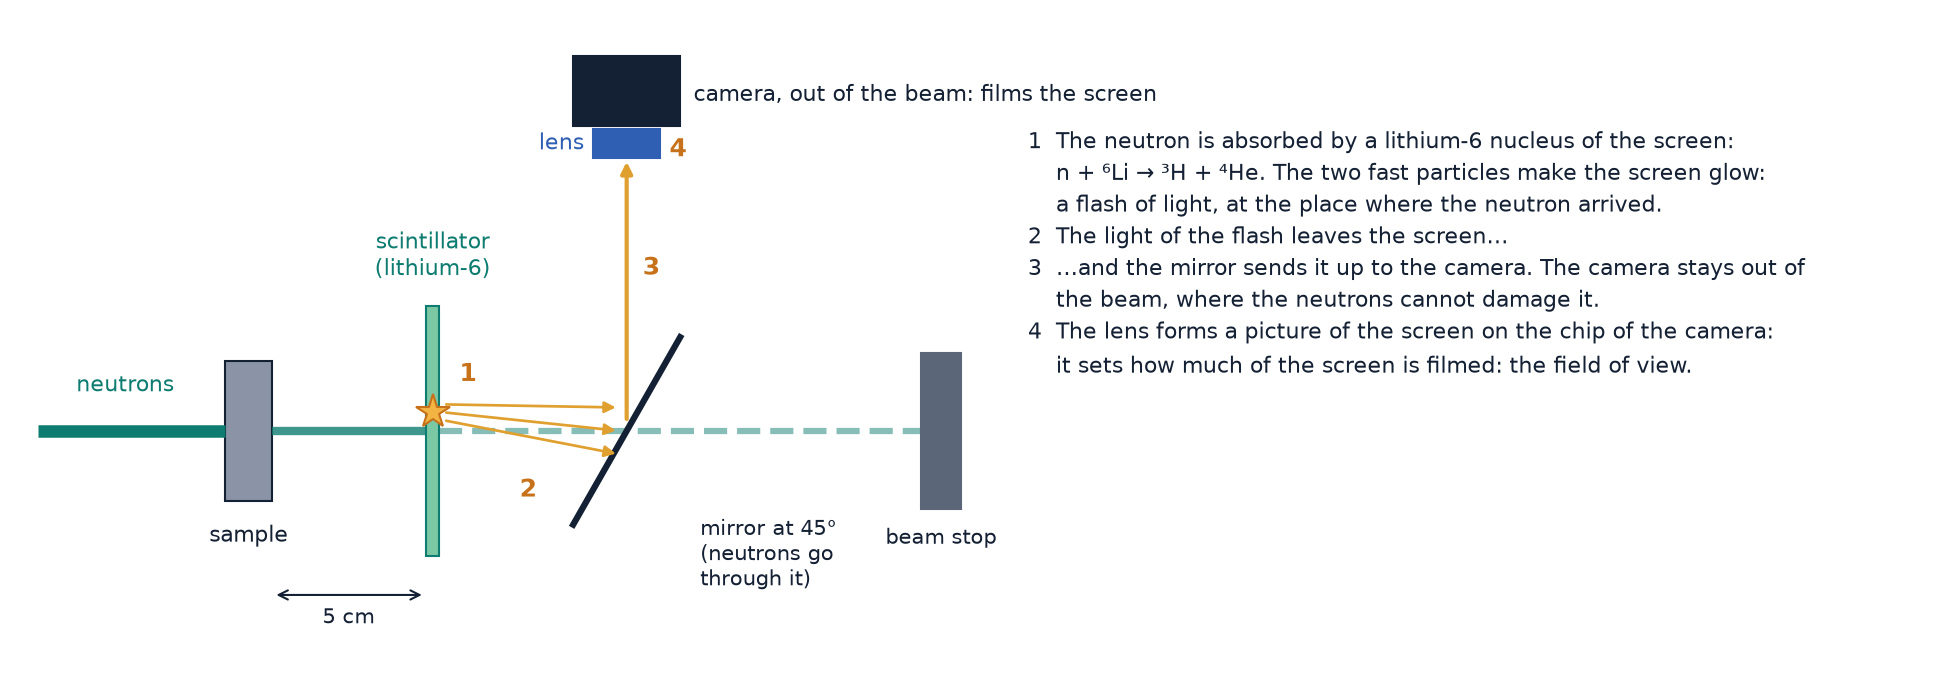 camera, out of the beam: films the screen
lens
4
1 The neutron is absorbed by a lithium-6 nucleus of the screen:
n + ⁶Li → ³H + ⁴He. The two fast particles make the screen glow:
a flash of light, at the place where the neutron arrived.
2 The light of the flash leaves the screen…
3 …and the mirror sends it up to the camera. The camera stays out of
the beam, where the neutrons cannot damage it.
4 The lens forms a picture of the screen on the chip of the camera:
it sets how much of the screen is filmed: the field of view.
scintillator
(lithium-6)
3
neutrons
1
2
sample
mirror at 45°
(neutrons go
through it)
beam stop
5 cm